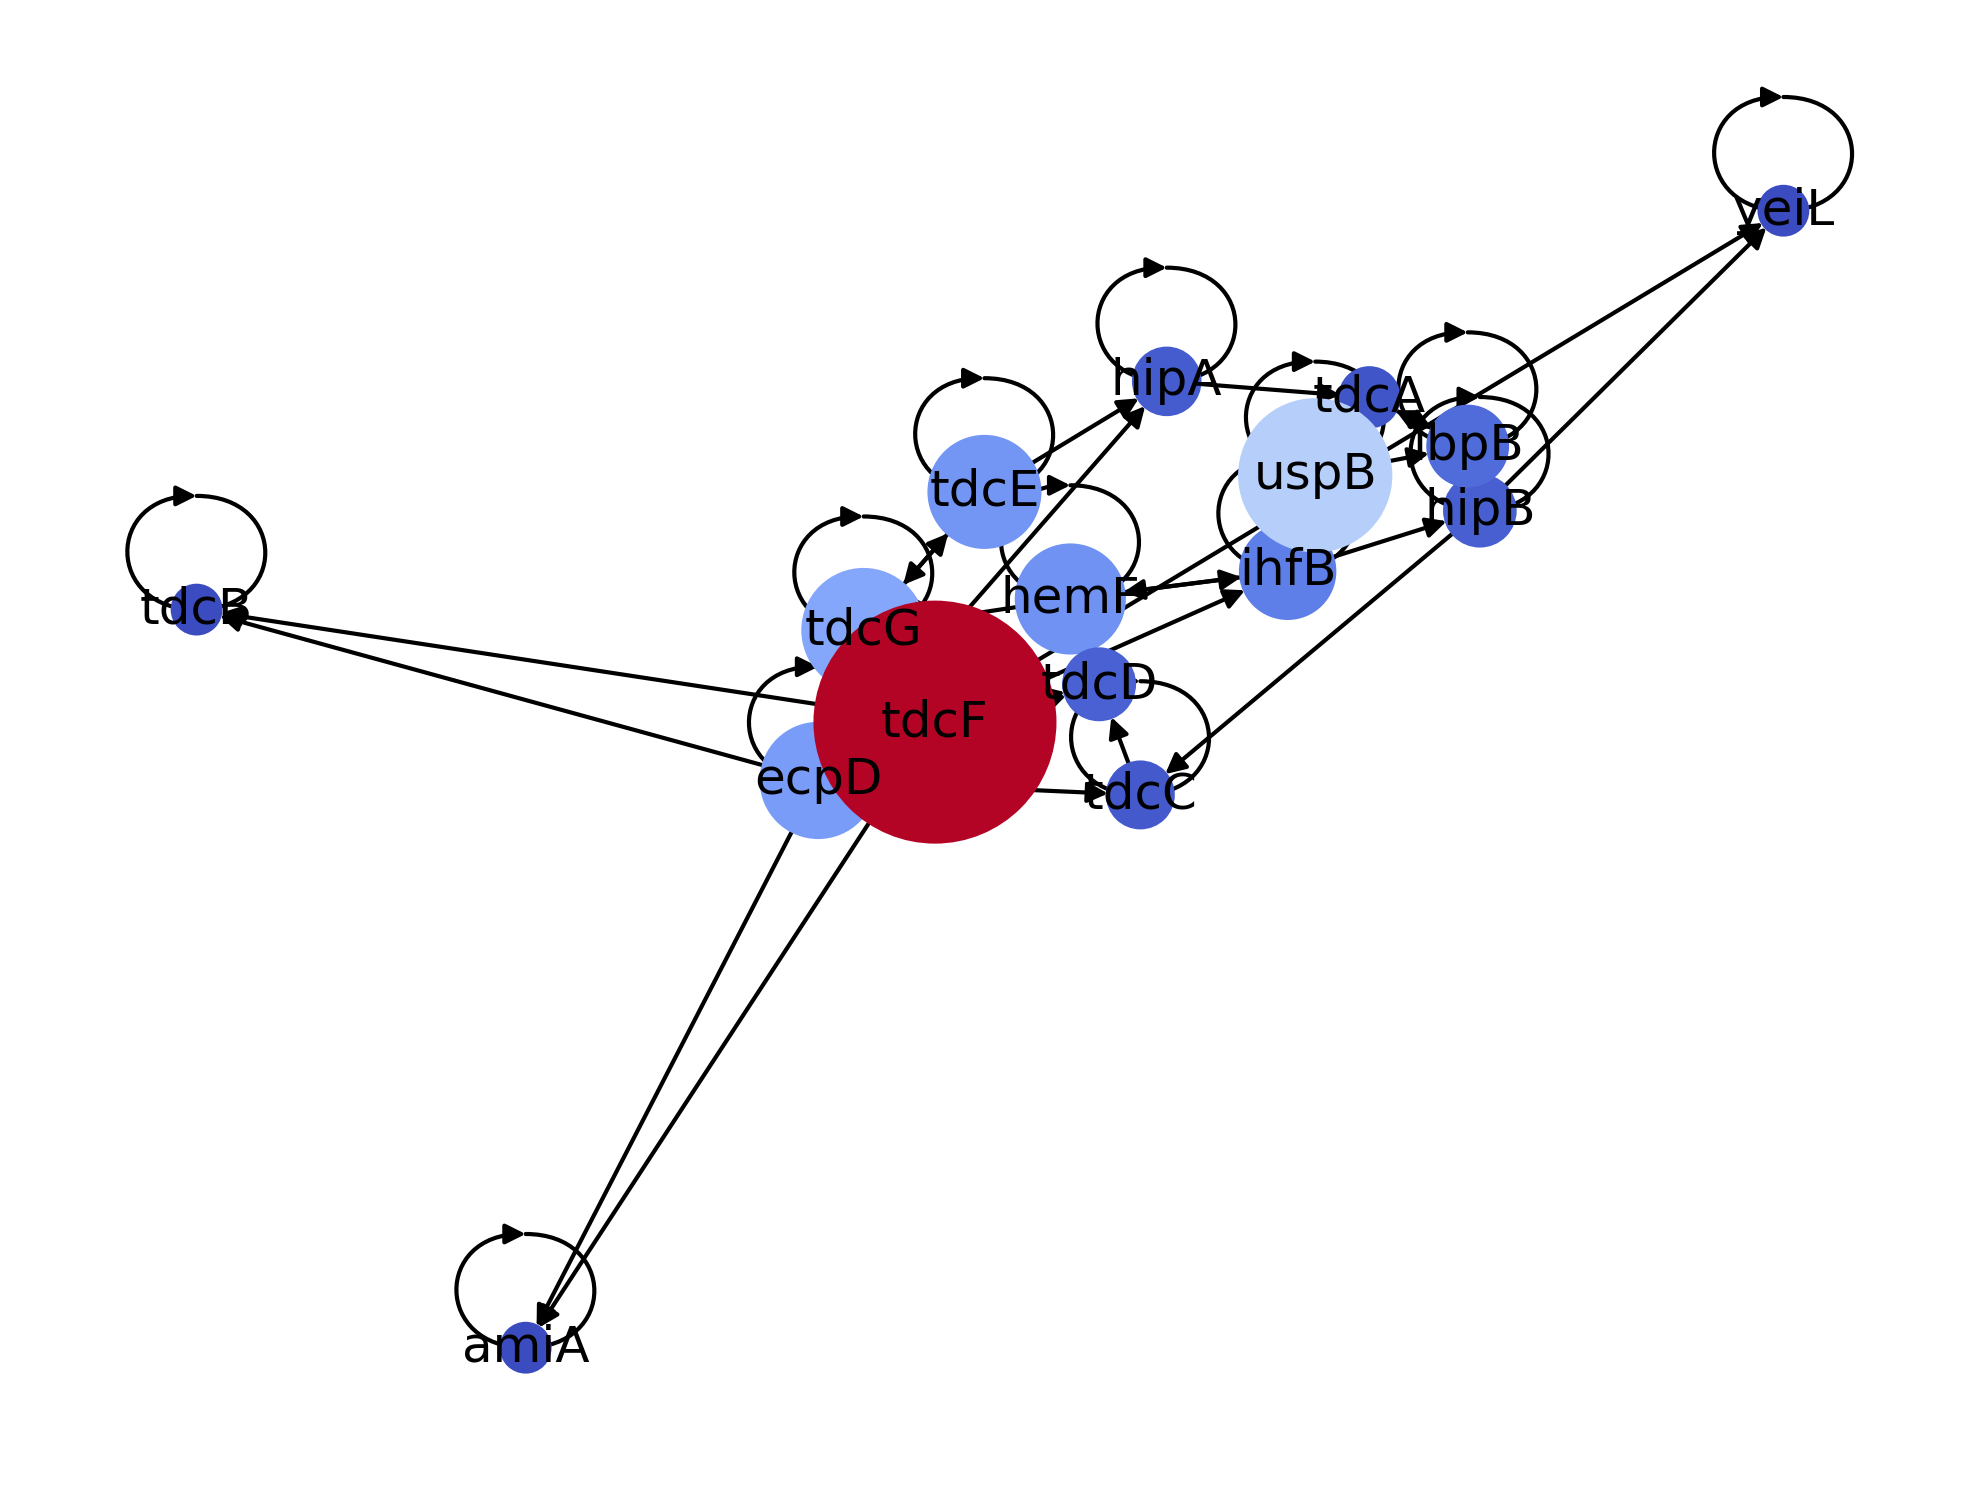 yeiL
hipA
tdcA
ibpB
uspB
tdcE
hipB
ihfB
hemF
tdcB
tdcG
tdcD
tdcF
ecpD
tdcC
amiA